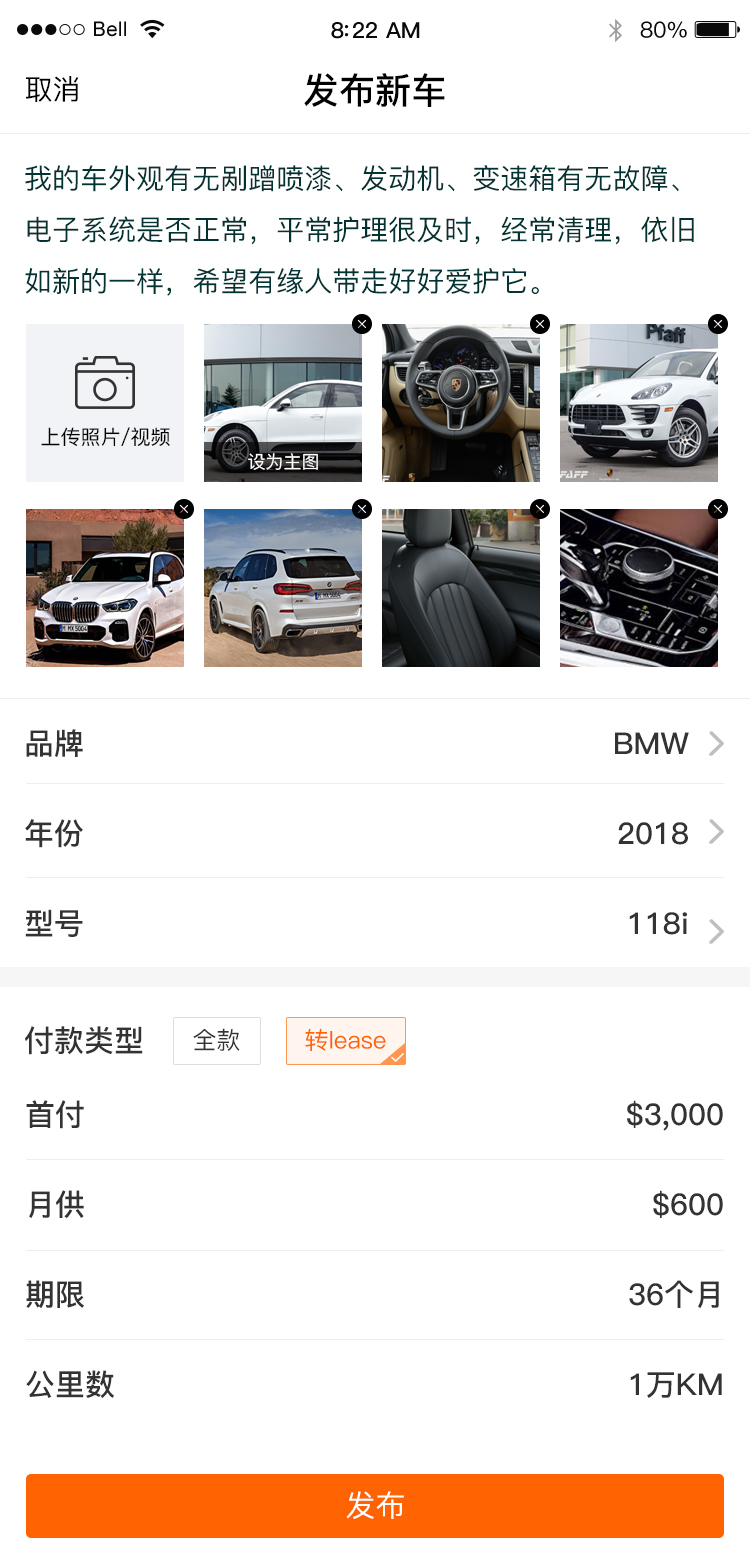 Bell 8:22 AM 80%
取消 发布新车
我的车外观有无剐蹭喷漆、发动机、变速箱有无故障、
电子系统是否正常，平常护理很及时，经常清理，依旧
如新的一样，希望有缘人带走好好爱护它。
Pfaff
上传照片/视频
设为主图
品牌 BMW
年份 2018
型号 118i
付款类型 全款 转lease
首付 $3,000
月供 $600
期限 36个月
公里数 1万KM
发布